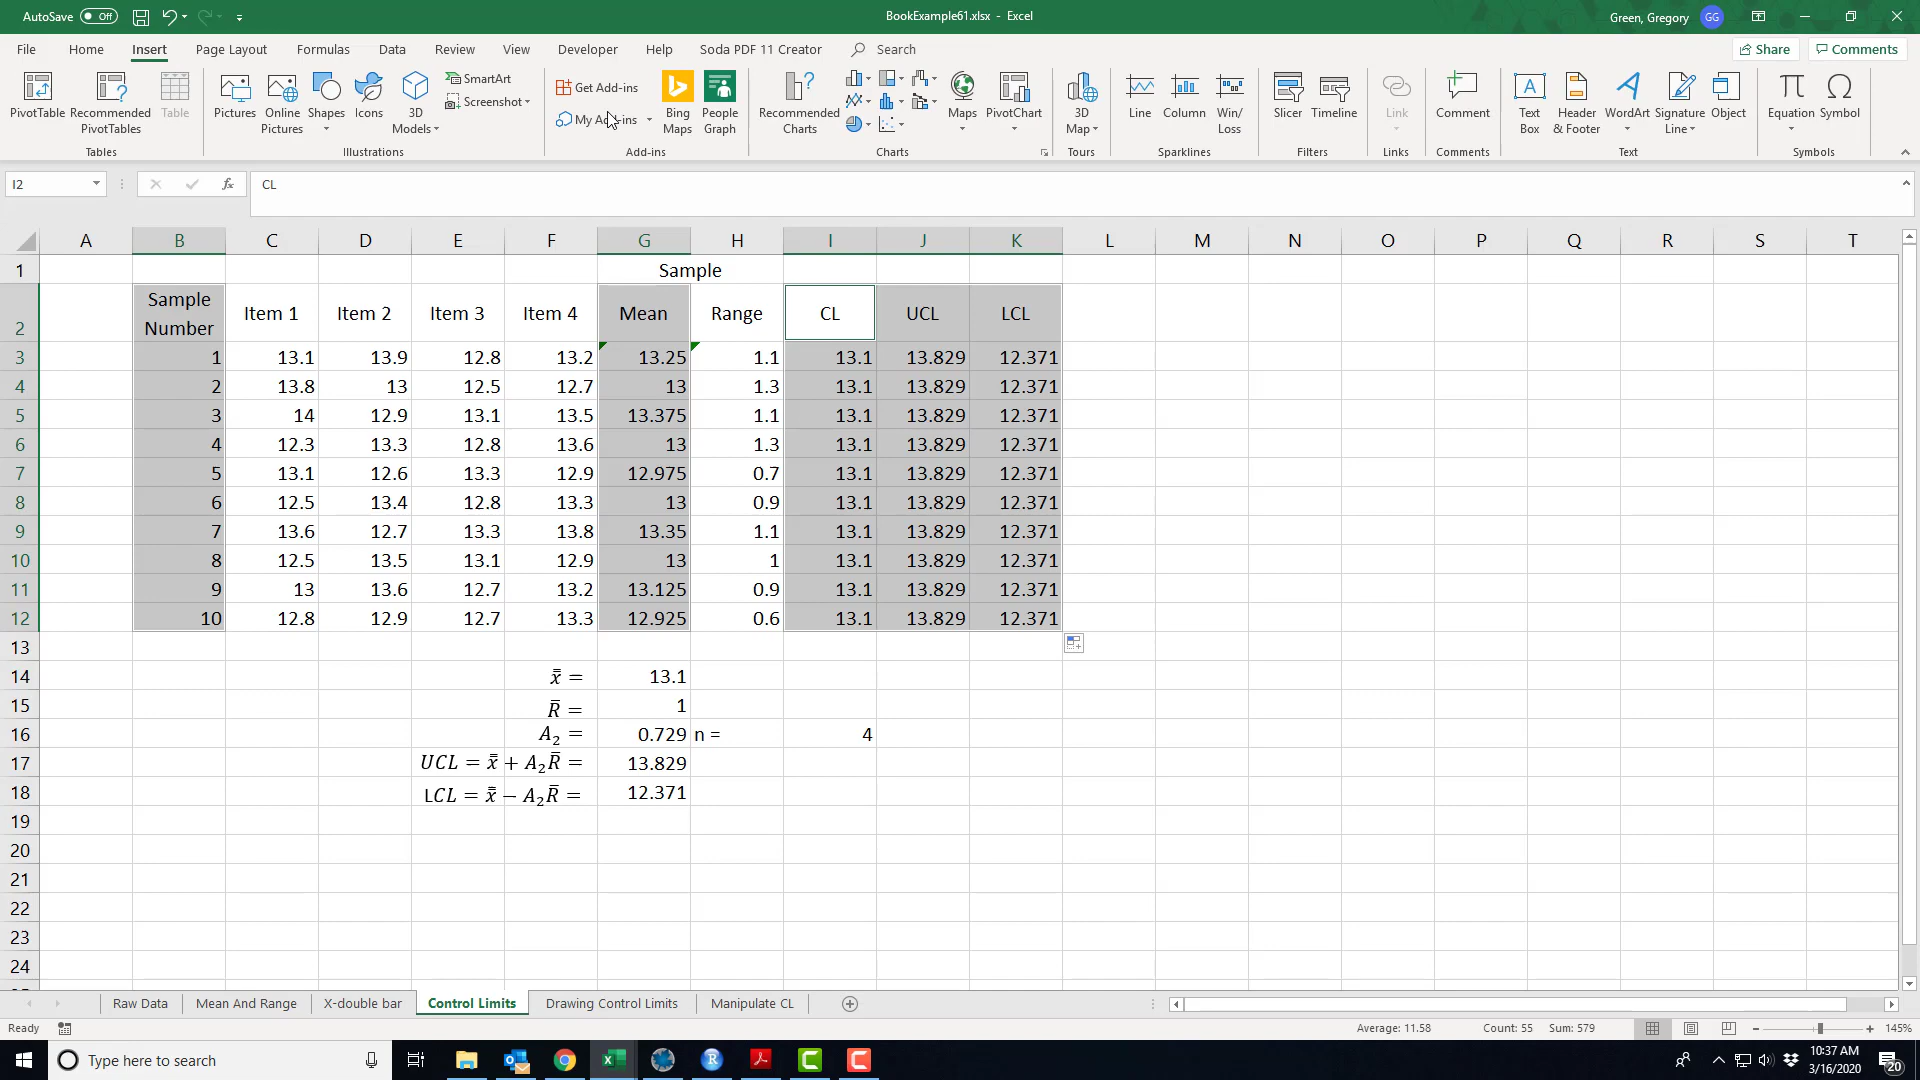 AutoSave Off
BookExample61.xlsx - Excel
Green, Gregory GG
File Home Insert Page Layout Formulas Data Review View Developer Help Soda PDF 11 Creator Search Share Comments
PivotTable Recommended PivotTables Table
Tables
Pictures Online Pictures Shapes Icons 3D Models SmartArt Screenshot
Illustrations
Get Add-ins My Add-ins Bing Maps People Graph
Add-ins
Recommended Charts Maps PivotChart
Charts
3D Map
Tours
Line Column Win/Loss
Sparklines
Slicer Timeline
Filters
Link
Links
Comment
Comments
Text Box Header & Footer WordArt Signature Line Object
Text
Equation Symbol
Symbols
I2 fx CL
A B C D E F G H I J K L M N O P Q R S T
1 Sample
2 Sample Number Item 1 Item 2 Item 3 Item 4 Mean Range CL UCL LCL
3 1 13.1 13.9 12.8 13.2 13.25 1.1 13.1 13.829 12.371
4 2 13.8 13 12.5 12.7 13 1.3 13.1 13.829 12.371
5 3 14 12.9 13.1 13.5 13.375 1.1 13.1 13.829 12.371
6 4 12.3 13.3 12.8 13.6 13 1.3 13.1 13.829 12.371
7 5 13.1 12.6 13.3 12.9 12.975 0.7 13.1 13.829 12.371
8 6 12.5 13.4 12.8 13.3 13 0.9 13.1 13.829 12.371
9 7 13.6 12.7 13.3 13.8 13.35 1.1 13.1 13.829 12.371
10 8 12.5 13.5 13.1 12.9 13 1 13.1 13.829 12.371
11 9 13 13.6 12.7 13.2 13.125 0.9 13.1 13.829 12.371
12 10 12.8 12.9 12.7 13.3 12.925 0.6 13.1 13.829 12.371
13
14 x̿ = 13.1
15 R̄ = 1
16 A₂ = 0.729 n = 4
17 UCL = x̿ + A₂R̄ = 13.829
18 LCL = x̿ − A₂R̄ = 12.371
19
20
21
22
23
24
Raw Data Mean And Range X-double bar Control Limits Drawing Control Limits Manipulate CL
Ready Average: 11.58 Count: 55 Sum: 579 145%
Type here to search
10:37 AM
3/16/2020
20